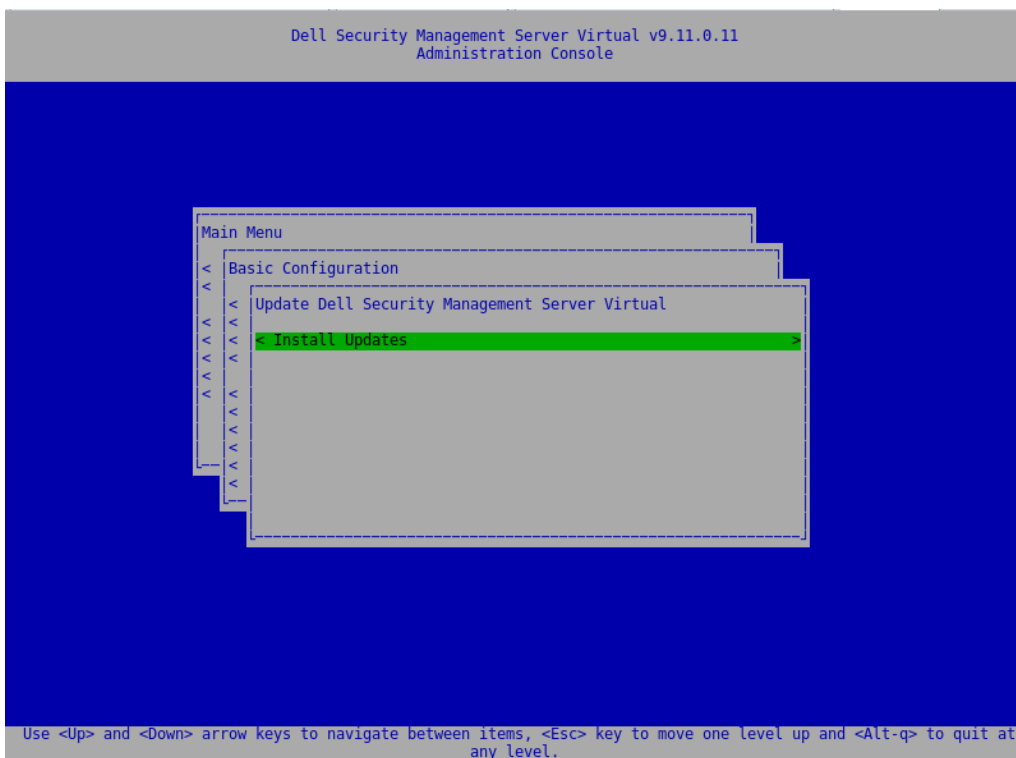 Dell Security Management Server Virtual v9.11.0.11
Administration Console
Main Menu
< Basic Configuration
<
< Update Dell Security Management Server Virtual
< <
< < < Install Updates >
< <
<
< <
<
<
<
<
<
Use <Up> and <Down> arrow keys to navigate between items, <Esc> key to move one level up and <Alt-q> to quit at
any level.